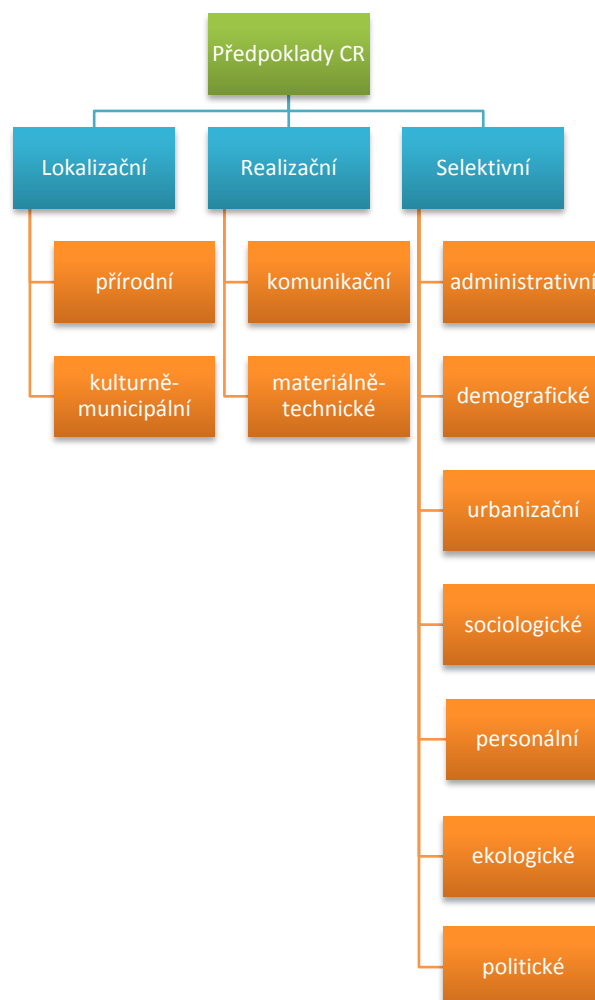 Předpoklady CR
Lokalizační
přírodní
kulturně-
municipální
Realizační
komunikační
materiálně-
technické
Selektivní
administrativní
demografické
urbanizační
sociologické
personální
ekologické
politické